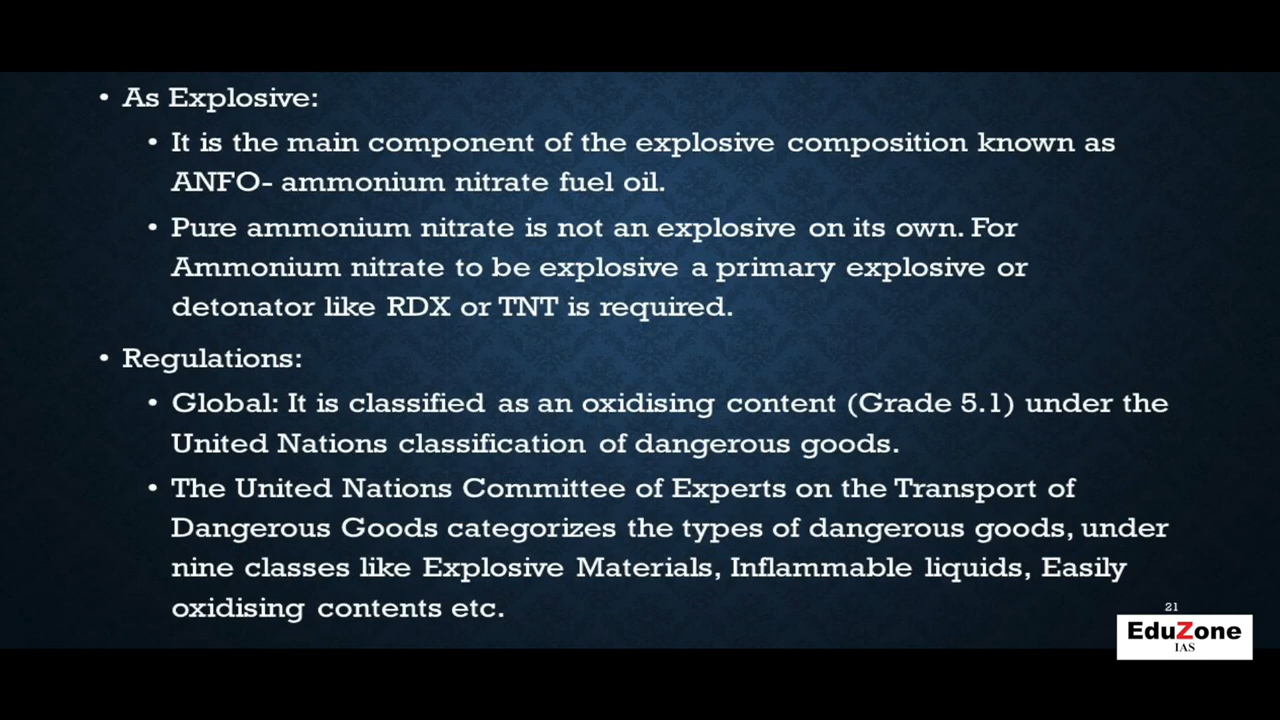 • As Explosive:
• It is the main component of the explosive composition known as
ANFO- ammonium nitrate fuel oil.
• Pure ammonium nitrate is not an explosive on its own. For
Ammonium nitrate to be explosive a primary explosive or
detonator like RDX or TNT is required.
• Regulations:
• Global: It is classified as an oxidising content (Grade 5.1) under the
United Nations classification of dangerous goods.
• The United Nations Committee of Experts on the Transport of
Dangerous Goods categorizes the types of dangerous goods, under
nine classes like Explosive Materials, Inflammable liquids, Easily
oxidising contents etc.
21
EduZone
IAS